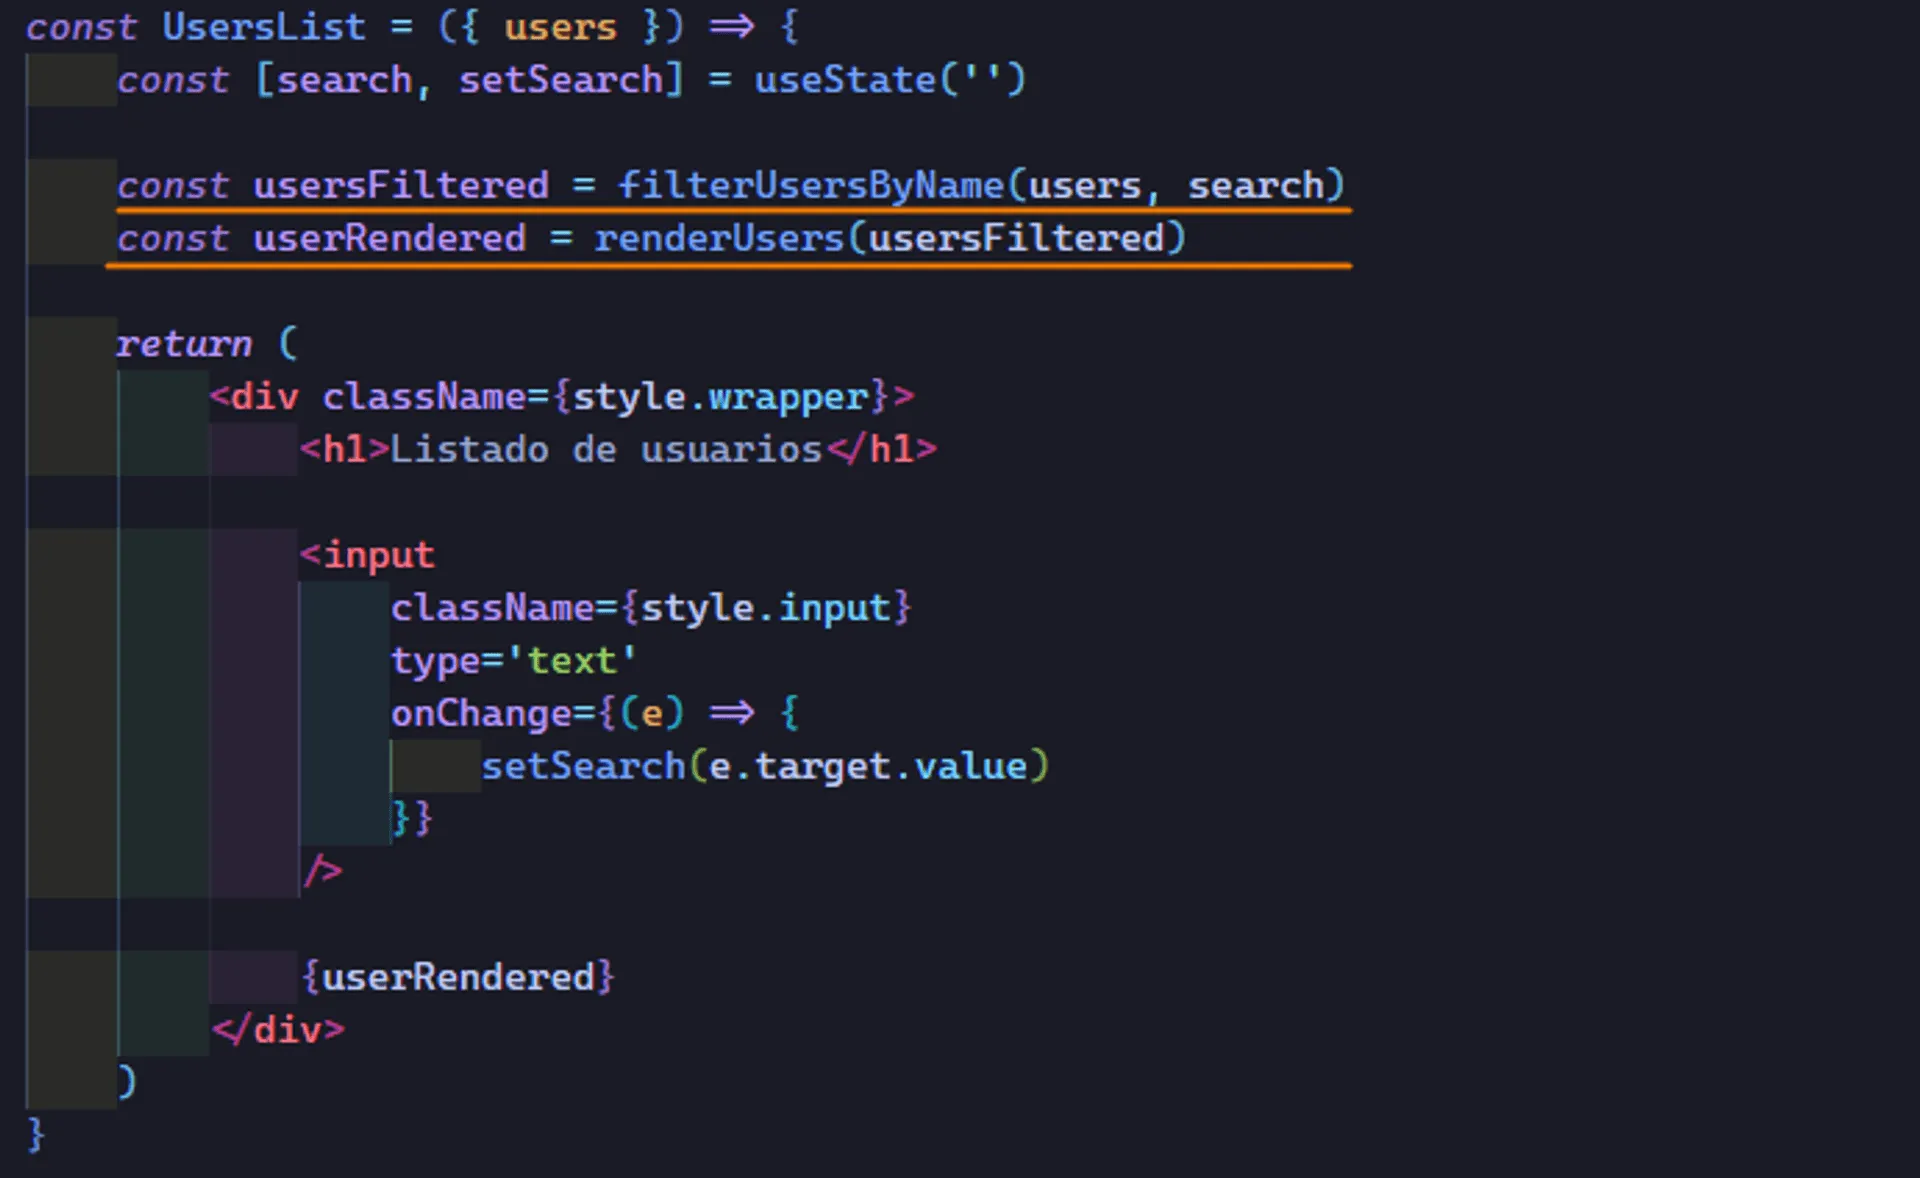 const UsersList = ({ users }) => {
const [search, setSearch] = useState('')
const usersFiltered = filterUsersByName(users, search)
const userRendered = renderUsers(usersFiltered)
return (
<div className={style.wrapper}>
<h1>Listado de usuarios</h1>
<input
className={style.input}
type='text'
onChange={(e) => {
setSearch(e.target.value)
}}
/>
{userRendered}
</div>
)
}